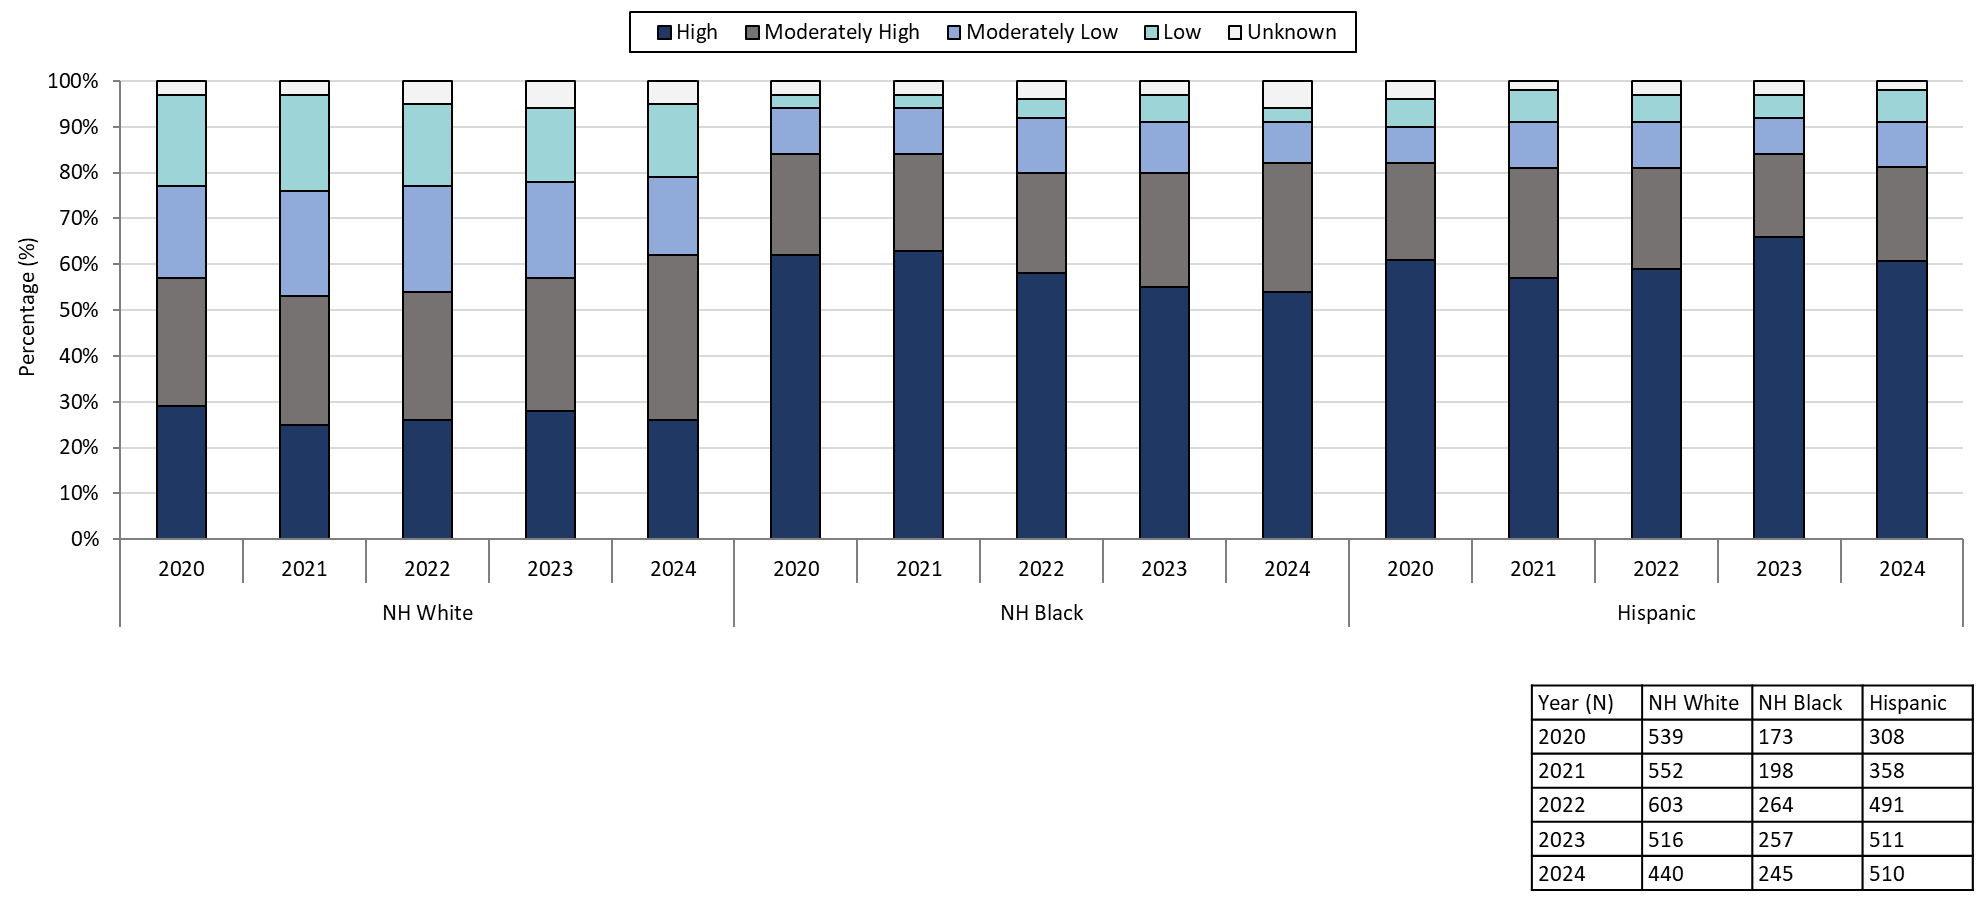 High Moderately High Moderately Low Low Unknown
100%
90%
80%
70%
60%
50%
40%
30%
20%
10%
0%
Percentage (%)
2020 2021 2022 2023 2024 2020 2021 2022 2023 2024 2020 2021 2022 2023 2024
NH White NH Black Hispanic
Year (N) NH White NH Black Hispanic
2020 539 173 308
2021 552 198 358
2022 603 264 491
2023 516 257 511
2024 440 245 510